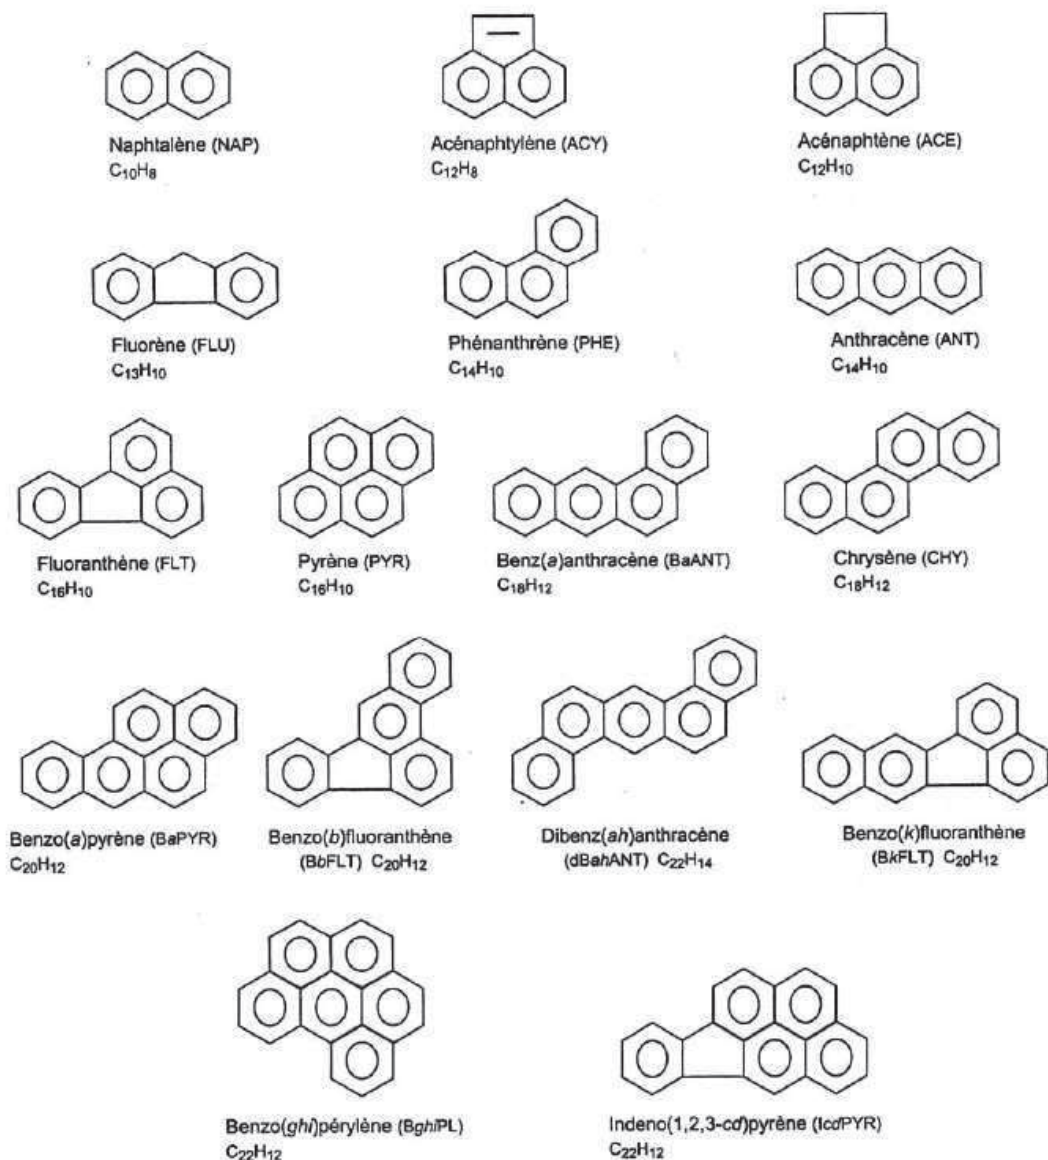 Naphtalène (NAP)
C₁₀H₈
Acénaphtylène (ACY)
C₁₂H₈
Acénaphtène (ACE)
C₁₂H₁₀
Fluorène (FLU)
C₁₃H₁₀
Phénanthrène (PHE)
C₁₄H₁₀
Anthracène (ANT)
C₁₄H₁₀
Fluoranthène (FLT)
C₁₆H₁₀
Pyrène (PYR)
C₁₆H₁₀
Benz(a)anthracène (BaANT)
C₁₈H₁₂
Chrysène (CHY)
C₁₈H₁₂
Benzo(a)pyrène (BaPYR)
C₂₀H₁₂
Benzo(b)fluoranthène
(BbFLT) C₂₀H₁₂
Dibenz(ah)anthracène
(dBahANT) C₂₂H₁₄
Benzo(k)fluoranthène
(BkFLT) C₂₀H₁₂
Benzo(ghi)pérylène (BghiPL)
C₂₂H₁₂
Indeno(1,2,3-cd)pyrène (IcdPYR)
C₂₂H₁₂